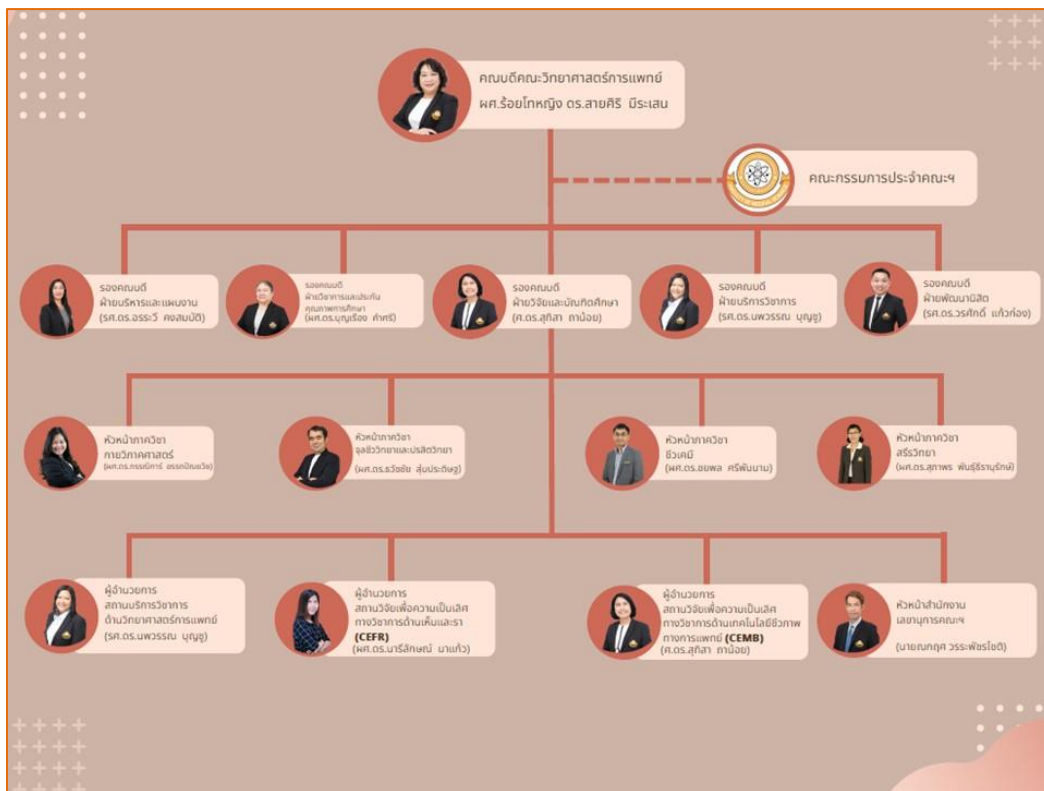 คณบดีคณะวิทยาศาสตร์การแพทย์
ผศ.ร้อยโทหญิง ดร.สายศิริ มีระเสน
คณะกรรมการประจำคณะฯ
รองคณบดี
ฝ่ายบริหารและแผนงาน
(รศ.ดร.อรระวี คงสมบัติ)
รองคณบดี
ฝ่ายวิชาการและประกัน
คุณภาพการศึกษา
(ผศ.ดร.บุญเรือง คำศรี)
รองคณบดี
ฝ่ายวิจัยและบัณฑิตศึกษา
(ศ.ดร.สุทิสา ถาน้อย)
รองคณบดี
ฝ่ายบริการวิชาการ
(รศ.ดร.นพวรรณ บุญชู)
รองคณบดี
ฝ่ายพัฒนานิสิต
(รศ.ดร.วรศักดิ์ แก้วก่อง)
หัวหน้าภาควิชา
กายวิภาคศาสตร์
(ผศ.ดร.กรรณิการ์
หัวหน้าภาควิชา
จุลชีววิทยาและปรสิตวิทยา
(ผศ.ดร.ธวัชชัย สุ่มประดิษฐ)
หัวหน้าภาควิชา
ชีวเคมี
(ผศ.ดร.ชยพล ศรีพันนาม)
หัวหน้าภาควิชา
สรีรวิทยา
(ผศ.ดร.สุภาพร พันธุ์ธีรานุรักษ์)
ผู้อำนวยการ
สถานบริการวิชาการ
ด้านวิทยาศาสตร์การแพทย์
(รศ.ดร.นพวรรณ บุญชู)
ผู้อำนวยการ
สถานวิจัยเพื่อความเป็นเลิศ
ทางวิชาการด้านเห็ดและรา
(CEFR)
(ผศ.ดร.นารีลักษณ์ นาแก้ว)
ผู้อำนวยการ
สถานวิจัยเพื่อความเป็นเลิศ
ทางวิชาการด้านเทคโนโลยีชีวภาพ
ทางการแพทย์ (CEMB)
(ศ.ดร.สุทิสา ถาน้อย)
หัวหน้าสำนักงาน
เลขานุการคณะฯ
(นายณกฤศ วรระพัชรโชติ)